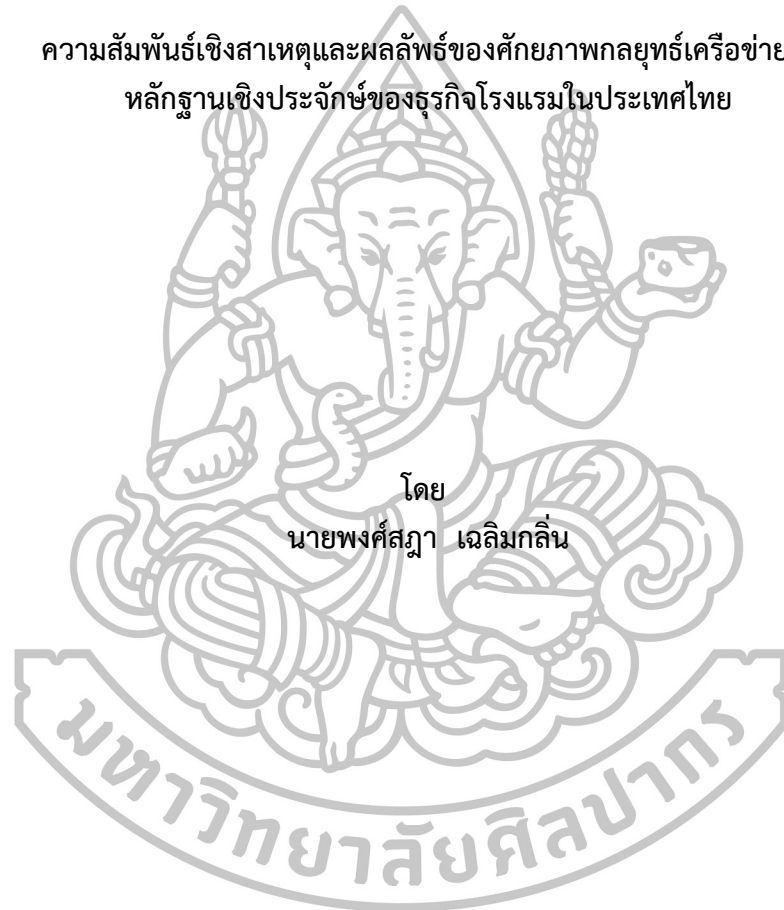 ความสัมพันธ์เชิงสาเหตุและผลลัพธ์ของศักยภาพกลยุทธ์เครือข่าย
หลักฐานเชิงประจักษ์ของธุรกิจโรงแรมในประเทศไทย
โดย
นายพงศ์สฎา เฉลิมกลิ่น
มหาวิทยาลัยศิลปากร